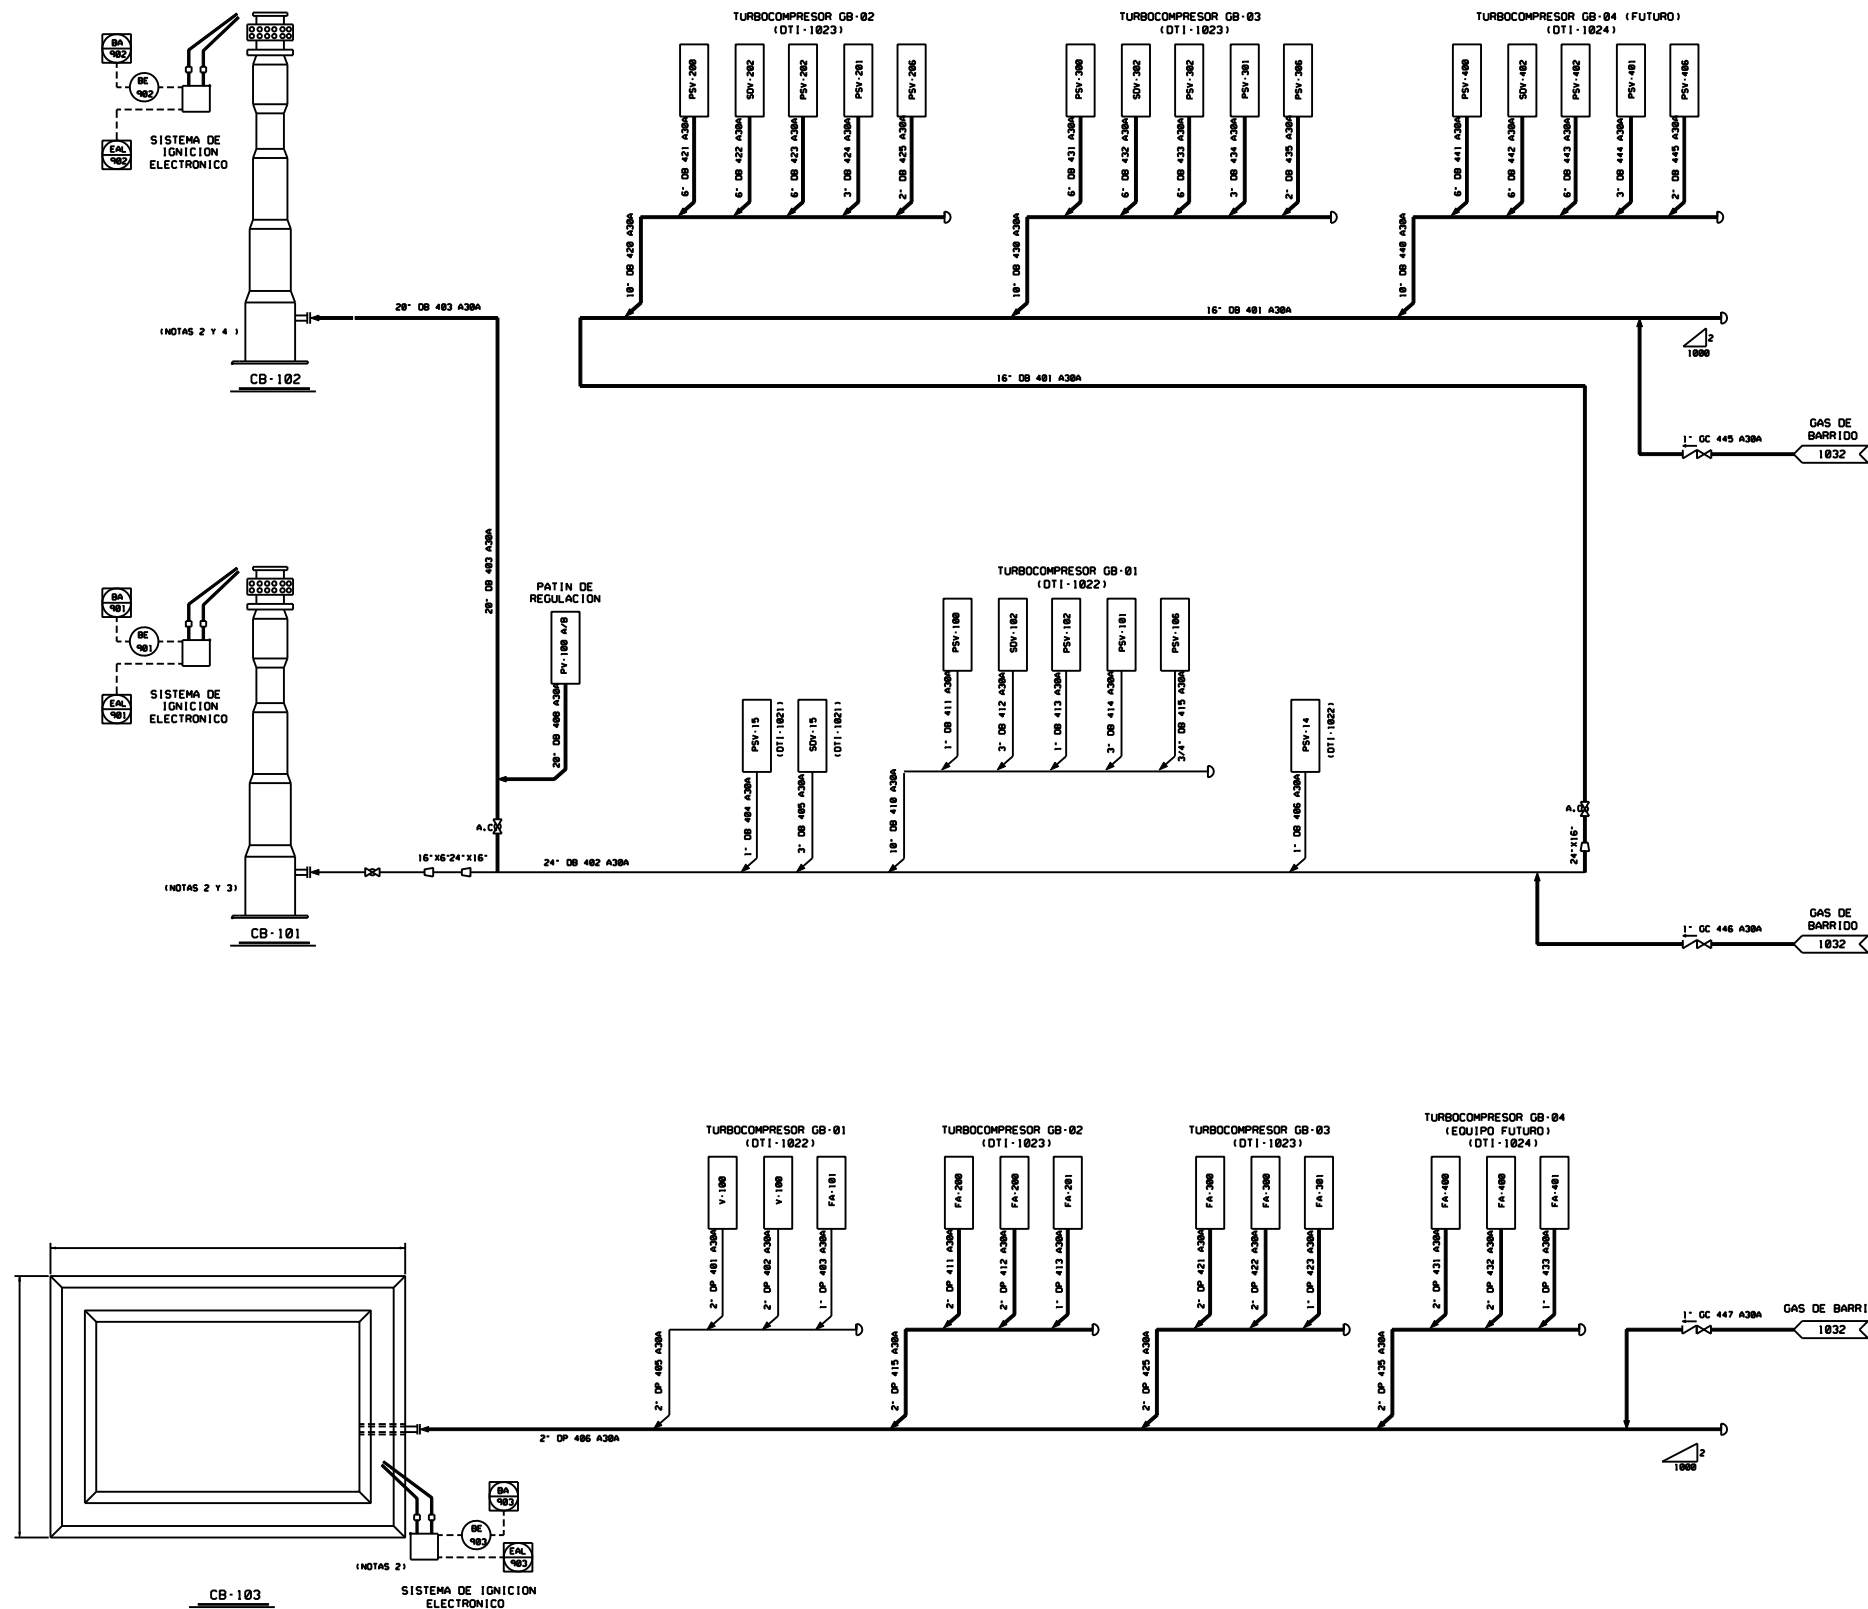 TURBOCOMPRESOR GB-02
(DTI-1023)
TURBOCOMPRESOR GB-03
(DTI-1023)
TURBOCOMPRESOR GB-04 (FUTURO)
(DTI-1024)
PSV-200
SDV-202
PSV-202
PSV-201
PSV-206
PSV-300
SDV-302
PSV-302
PSV-301
PSV-306
PSV-400
SDV-402
PSV-402
PSV-401
PSV-406
6" DB 421 A30A
6" DB 422 A30A
6" DB 423 A30A
3" DB 424 A30A
2" DB 425 A30A
6" DB 431 A30A
6" DB 432 A30A
6" DB 433 A30A
3" DB 434 A30A
2" DB 435 A30A
6" DB 441 A30A
6" DB 442 A30A
6" DB 443 A30A
3" DB 444 A30A
2" DB 445 A30A
BA
902
BE
902
EAL
902
SISTEMA DE
IGNICION
ELECTRONICO
10" DB 420 A30A
10" DB 430 A30A
10" DB 440 A30A
20" DB 403 A30A
16" DB 401 A30A
(NOTAS 2 Y 4 )
2
1000
CB-102
16" DB 401 A30A
GAS DE
BARRIDO
1" GC 445 A30A
1032
20" DB 403 A30A
BA
901
BE
901
EAL
901
SISTEMA DE
IGNICION
ELECTRONICO
PATIN DE
REGULACION
PV-100 A/B
20" DB 408 A30A
TURBOCOMPRESOR GB-01
(DTI-1022)
PSV-100
SDV-102
PSV-102
PSV-101
PSV-106
1" DB 411 A30A
3" DB 412 A30A
1" DB 413 A30A
3" DB 414 A30A
3/4" DB 415 A30A
PSV-15
(DTI-1021)
SDV-15
(DTI-1021)
PSV-14
(DTI-1022)
1" DB 404 A30A
3" DB 405 A30A
10" DB 410 A30A
1" DB 406 A30A
A.C
A.C
24"X16"
16"X6"
24"X16"
24" DB 402 A30A
(NOTAS 2 Y 3)
CB-101
GAS DE
BARRIDO
1" GC 446 A30A
1032
TURBOCOMPRESOR GB-01
(DTI-1022)
TURBOCOMPRESOR GB-02
(DTI-1023)
TURBOCOMPRESOR GB-03
(DTI-1023)
TURBOCOMPRESOR GB-04
(EQUIPO FUTURO)
(DTI-1024)
V-100
V-100
FA-101
FA-200
FA-200
FA-201
FA-300
FA-300
FA-301
FA-400
FA-400
FA-401
2" DP 401 A30A
2" DP 402 A30A
1" DP 403 A30A
2" DP 411 A30A
2" DP 412 A30A
1" DP 413 A30A
2" DP 421 A30A
2" DP 422 A30A
1" DP 423 A30A
2" DP 431 A30A
2" DP 432 A30A
1" DP 433 A30A
2" DP 405 A30A
2" DP 415 A30A
2" DP 425 A30A
2" DP 435 A30A
1" GC 447 A30A
GAS DE BARRI
1032
2" DP 406 A30A
2
1000
BA
903
BE
903
EAL
903
(NOTAS 2)
SISTEMA DE IGNICION
ELECTRONICO
CB-103